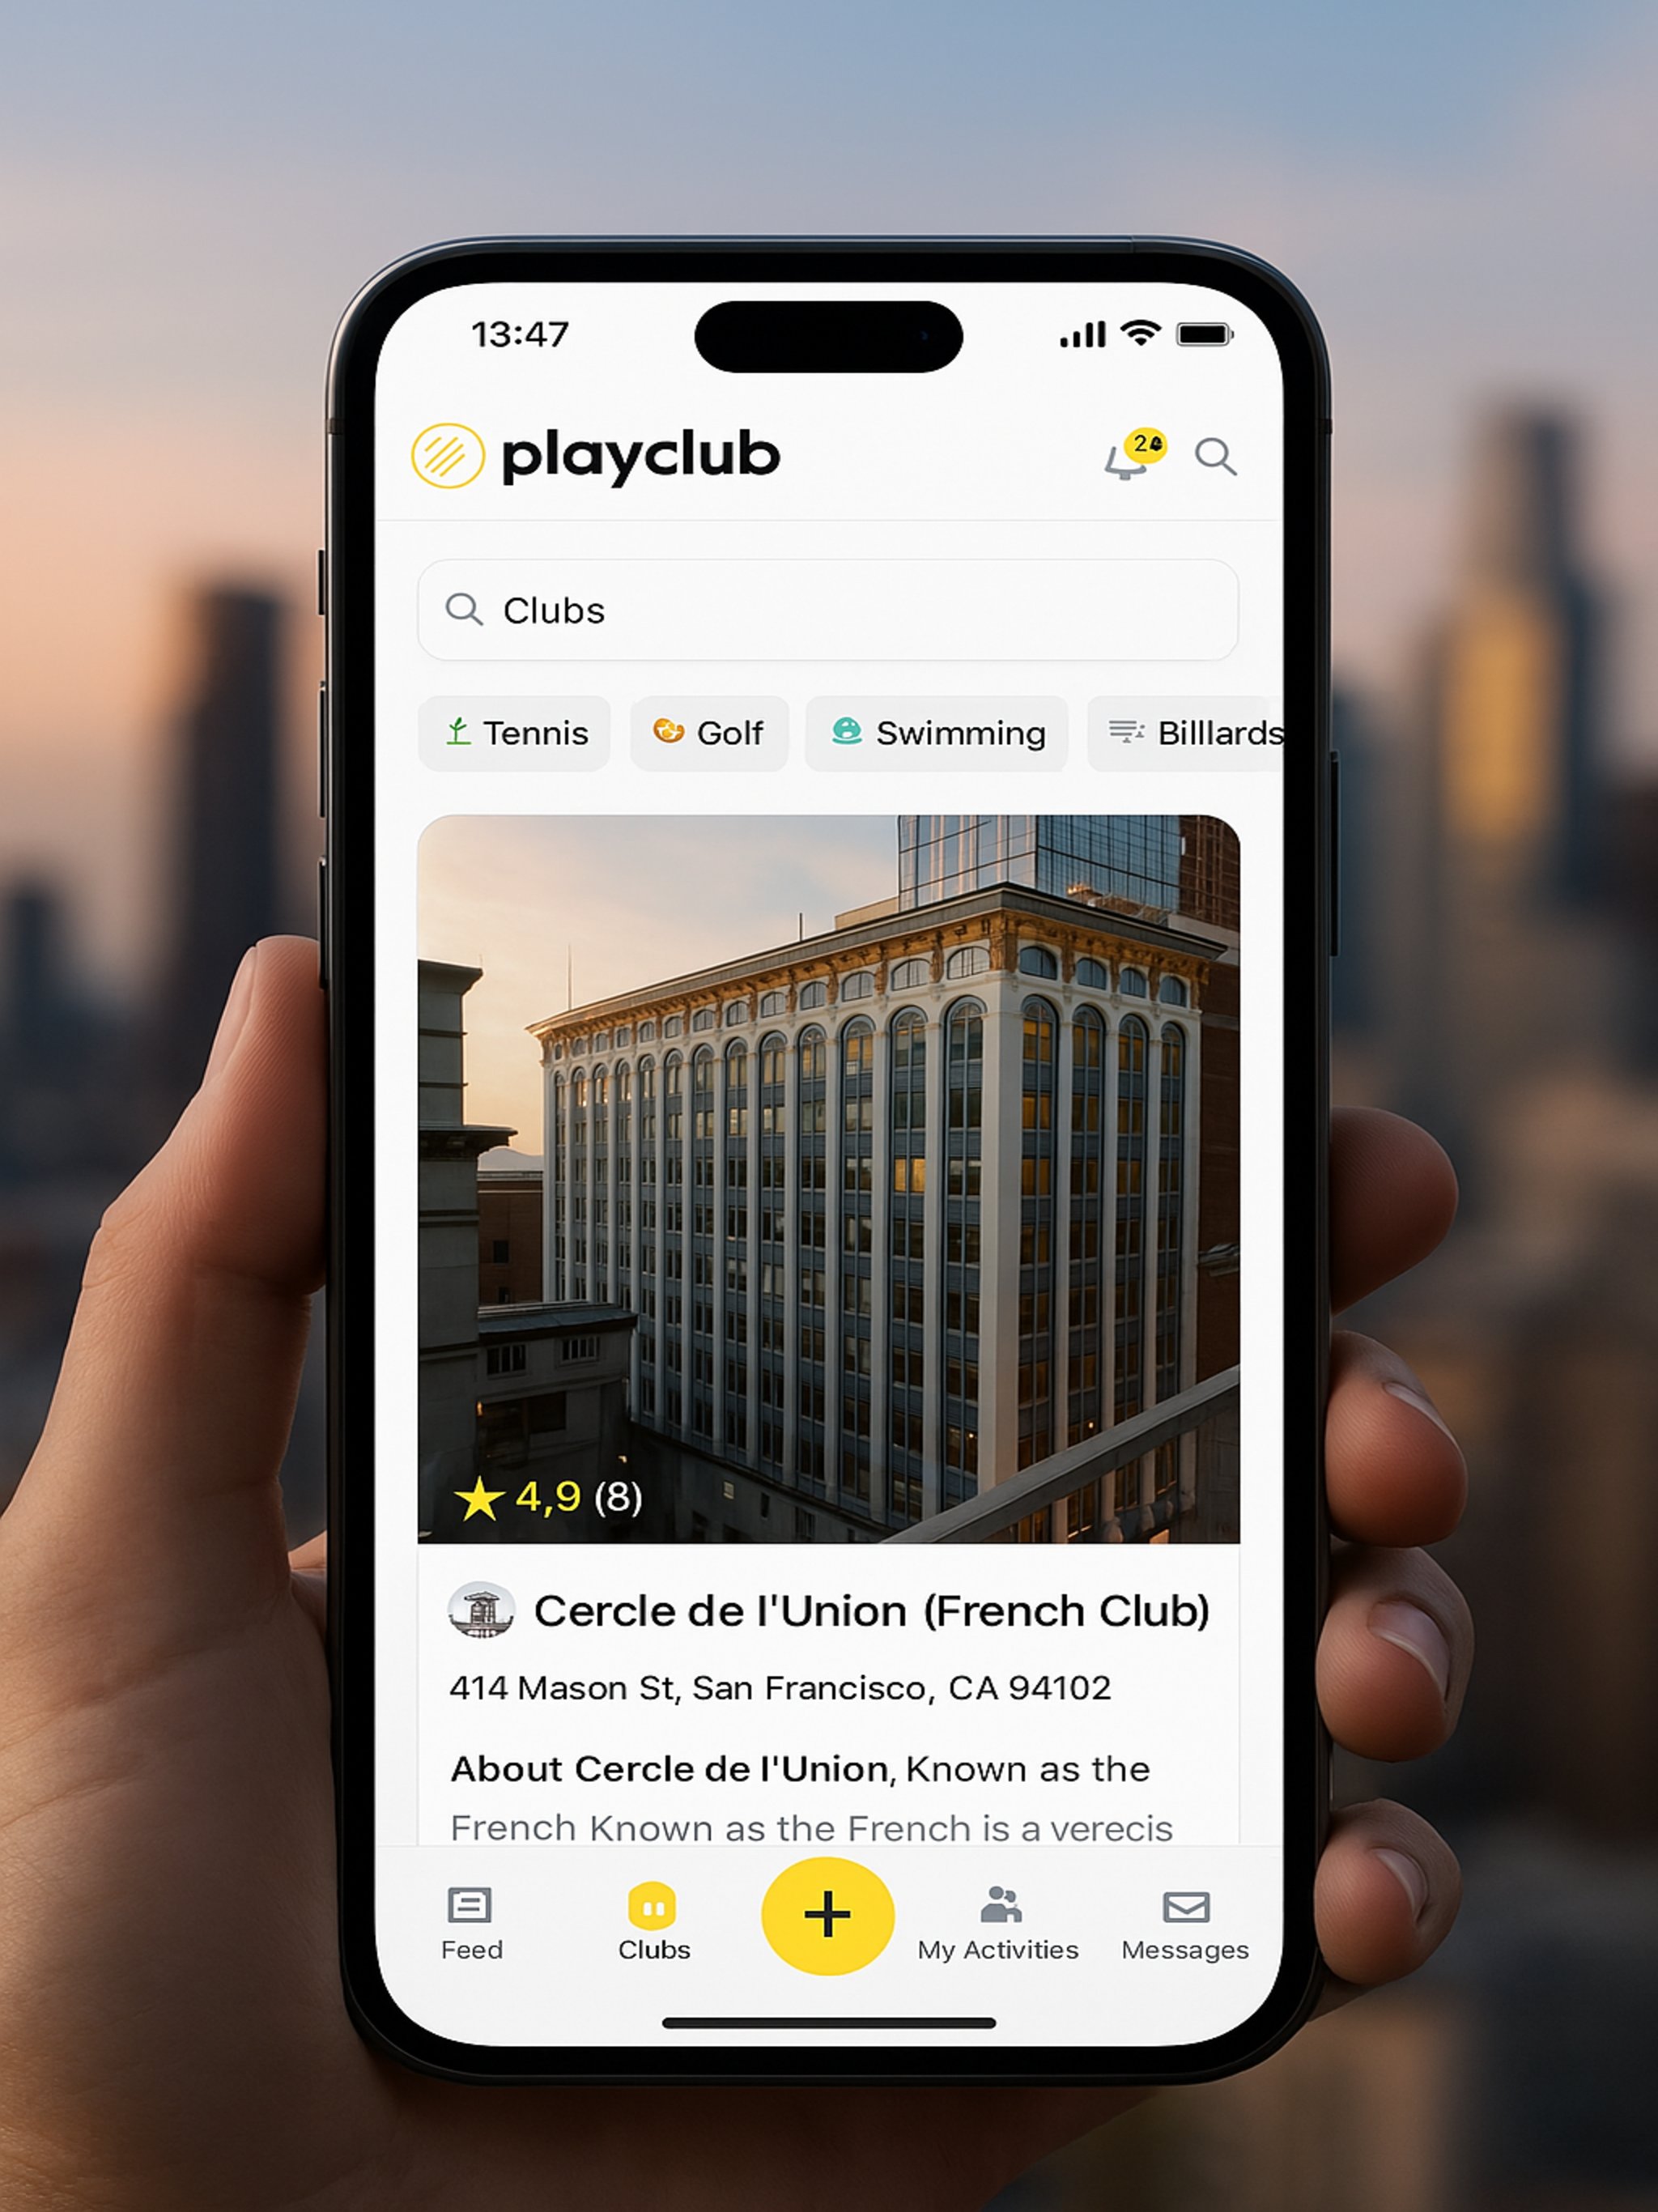 13:47
playclub
2
Clubs
Tennis
Golf
Swimming
Billlards
4,9 (8)
Cercle de l'Union (French Club)
414 Mason St, San Francisco, CA 94102
About Cercle de l'Union, Known as the
French Known as the French is a verecis
Feed
Clubs
My Activities
Messages